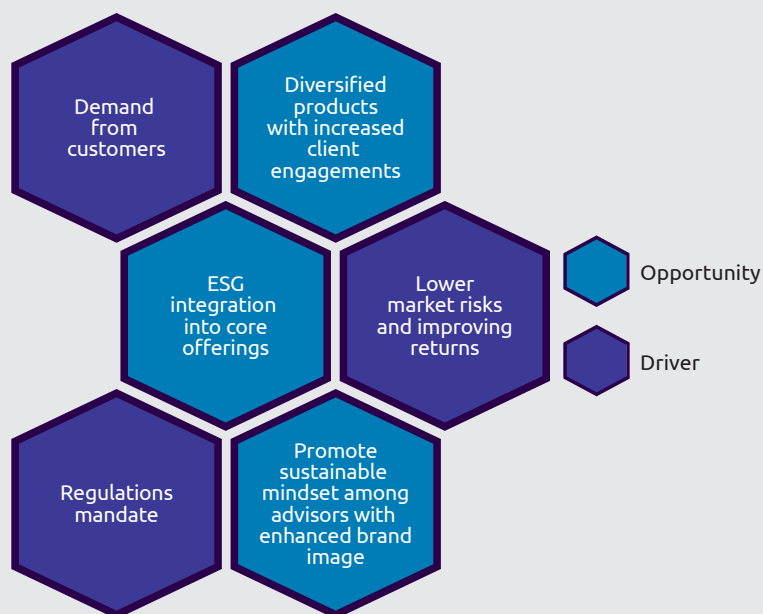 Demand
from
customers
Diversified
products
with increased
client
engagements
ESG
integration
into core
offerings
Lower
market risks
and improving
returns
Opportunity
Driver
Regulations
mandate
Promote
sustainable
mindset among
advisors with
enhanced brand
image